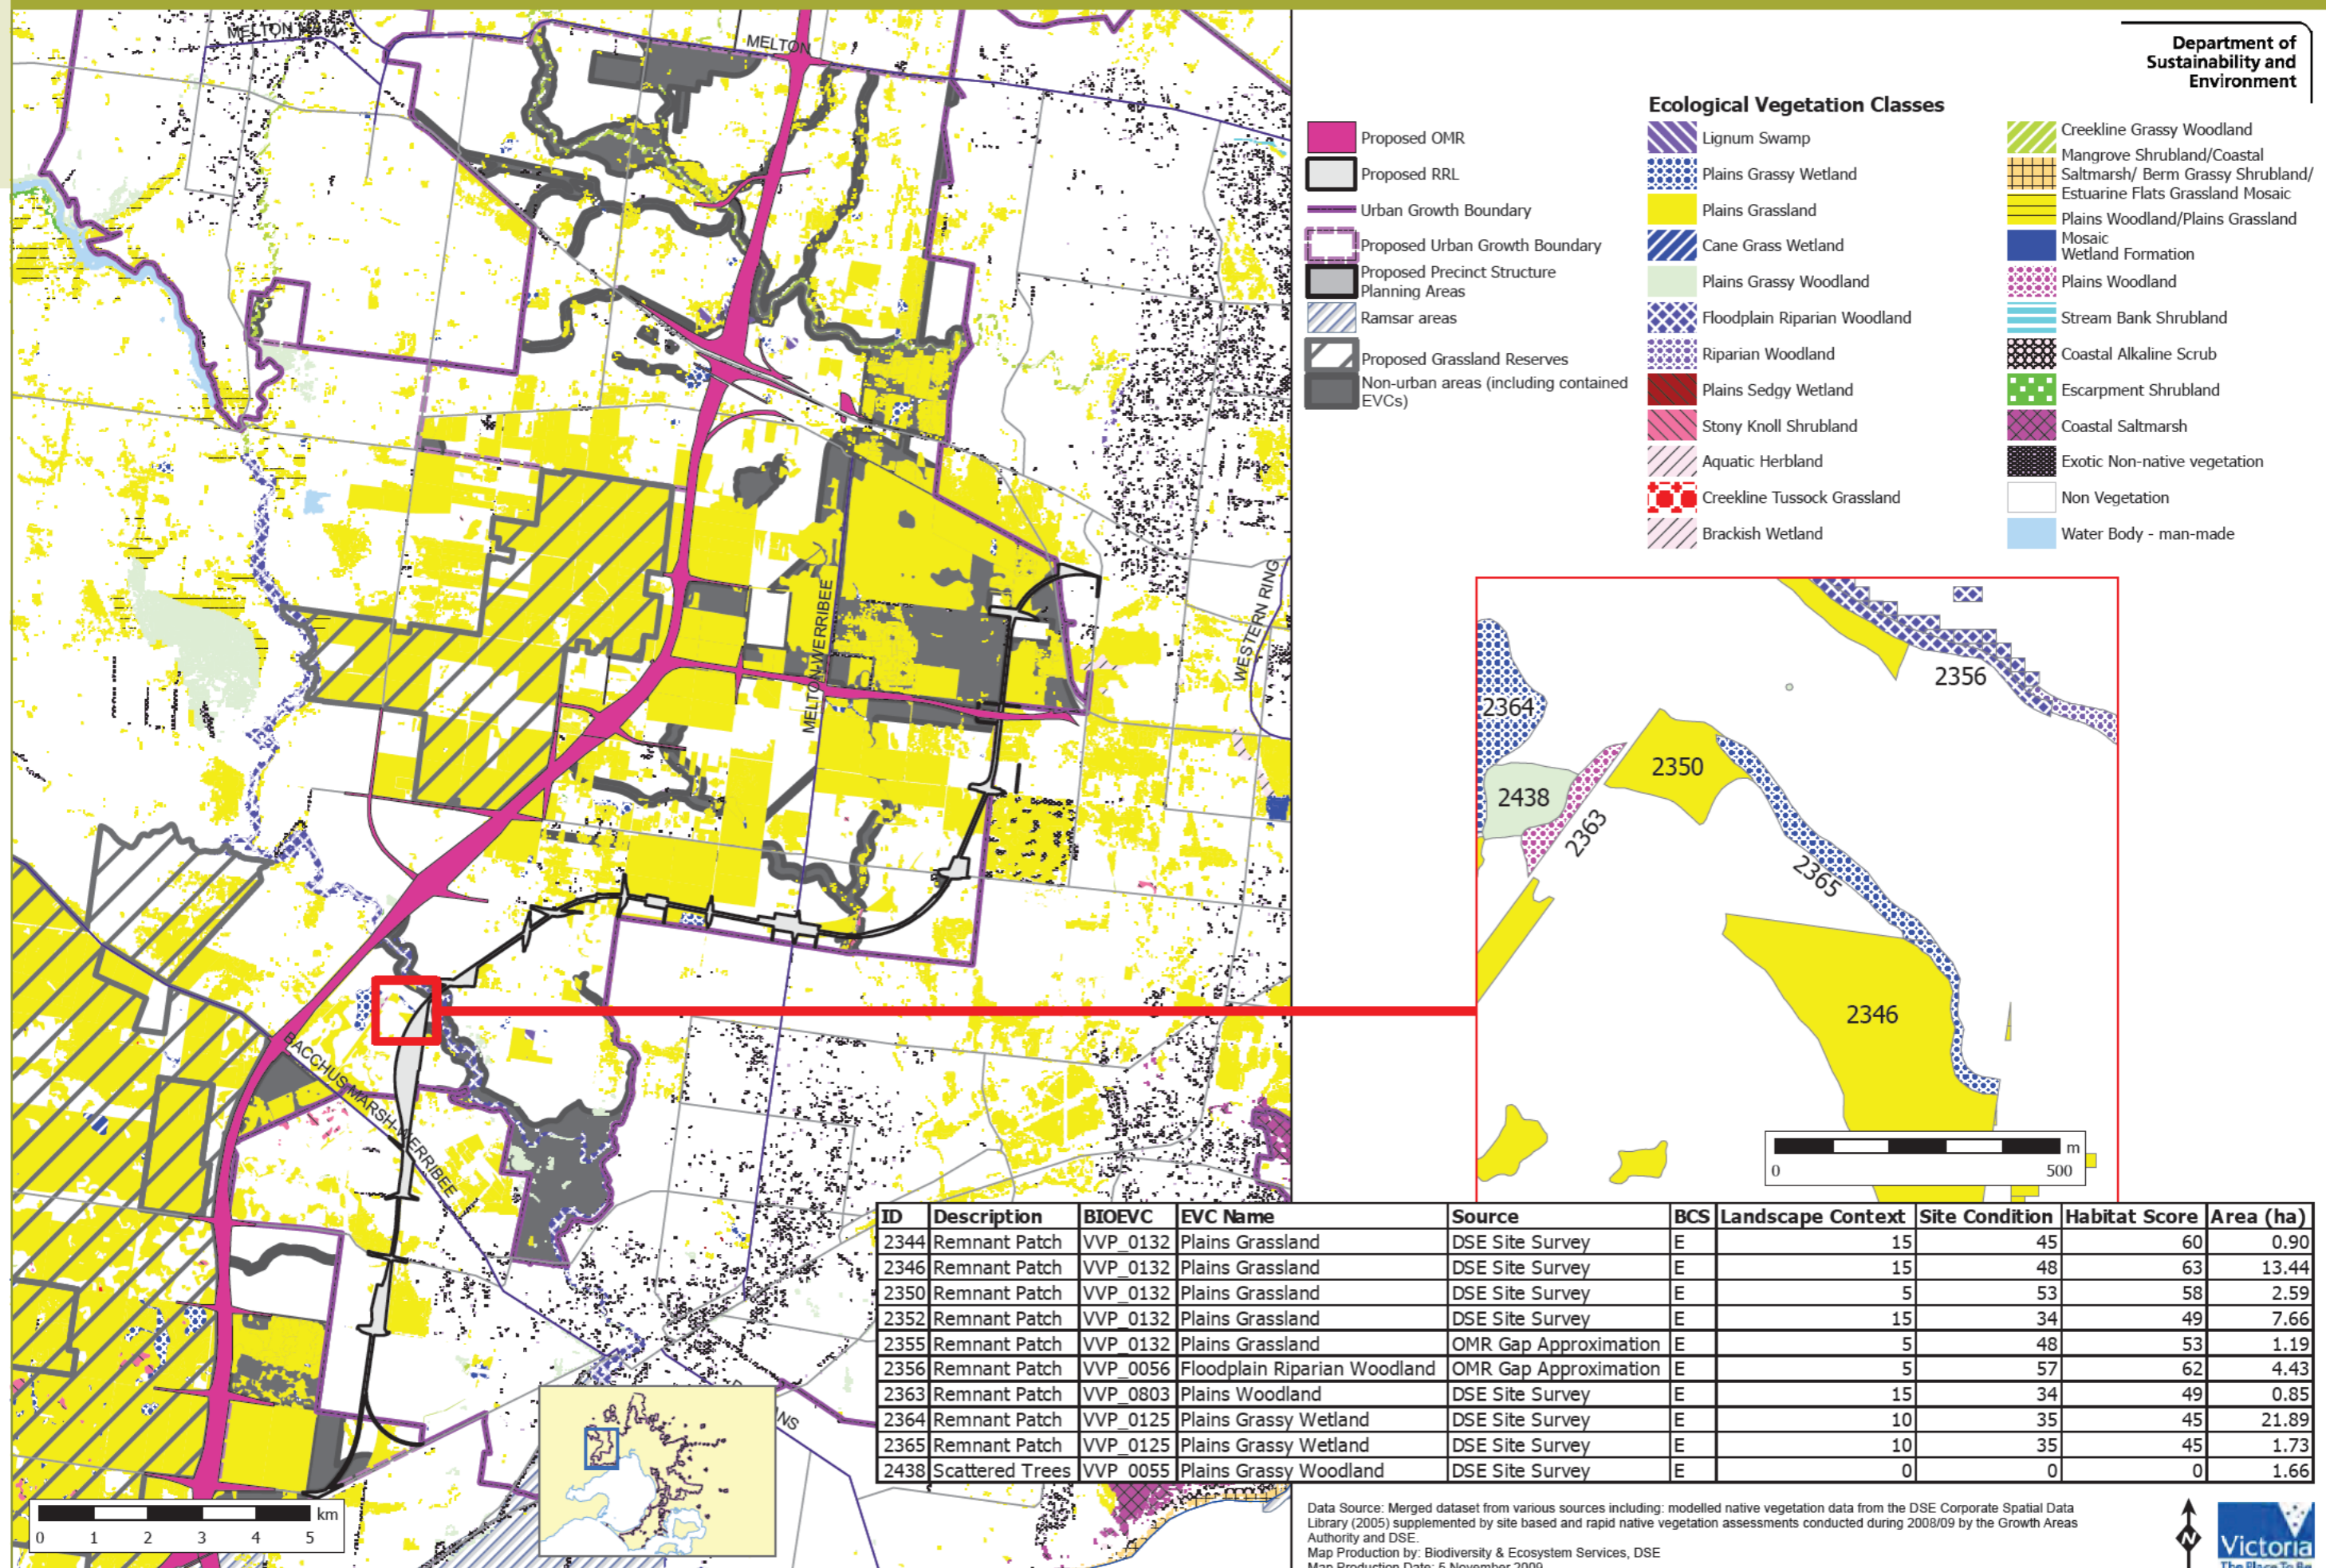 Department of
Sustainability and
Environment
MELTON
MELTON
MELTON-WERRIBEE
WESTERN RING
BACCHUS MARSH-WERRIBEE
km
0 1 2 3 4 5
Proposed OMR
Proposed RRL
Urban Growth Boundary
Proposed Urban Growth Boundary
Proposed Precinct Structure
Planning Areas
Ramsar areas
Proposed Grassland Reserves
Non-urban areas (including contained
EVCs)
Ecological Vegetation Classes
Lignum Swamp
Plains Grassy Wetland
Plains Grassland
Cane Grass Wetland
Plains Grassy Woodland
Floodplain Riparian Woodland
Riparian Woodland
Plains Sedgy Wetland
Stony Knoll Shrubland
Aquatic Herbland
Creekline Tussock Grassland
Brackish Wetland
Creekline Grassy Woodland
Mangrove Shrubland/Coastal
Saltmarsh/ Berm Grassy Shrubland/
Estuarine Flats Grassland Mosaic
Plains Woodland/Plains Grassland
Mosaic
Wetland Formation
Plains Woodland
Stream Bank Shrubland
Coastal Alkaline Scrub
Escarpment Shrubland
Coastal Saltmarsh
Exotic Non-native vegetation
Non Vegetation
Water Body - man-made
2356
2364
2350
2438
2363
2365
2346
m
0 500
ID Description BIOEVC EVC Name Source BCS Landscape Context Site Condition Habitat Score Area (ha)
2344 Remnant Patch VVP_0132 Plains Grassland DSE Site Survey E 15 45 60 0.90
2346 Remnant Patch VVP_0132 Plains Grassland DSE Site Survey E 15 48 63 13.44
2350 Remnant Patch VVP_0132 Plains Grassland DSE Site Survey E 5 53 58 2.59
2352 Remnant Patch VVP_0132 Plains Grassland DSE Site Survey E 15 34 49 7.66
2355 Remnant Patch VVP_0132 Plains Grassland OMR Gap Approximation E 5 48 53 1.19
2356 Remnant Patch VVP_0056 Floodplain Riparian Woodland OMR Gap Approximation E 5 57 62 4.43
2363 Remnant Patch VVP_0803 Plains Woodland DSE Site Survey E 15 34 49 0.85
2364 Remnant Patch VVP_0125 Plains Grassy Wetland DSE Site Survey E 10 35 45 21.89
2365 Remnant Patch VVP_0125 Plains Grassy Wetland DSE Site Survey E 10 35 45 1.73
2438 Scattered Trees VVP_0055 Plains Grassy Woodland DSE Site Survey E 0 0 0 1.66
Data Source: Merged dataset from various sources including: modelled native vegetation data from the DSE Corporate Spatial Data
Library (2005) supplemented by site based and rapid native vegetation assessments conducted during 2008/09 by the Growth Areas
Authority and DSE.
Map Production by: Biodiversity & Ecosystem Services, DSE
Map Production Date: 5 November 2009
N
Victoria
The Place To Be